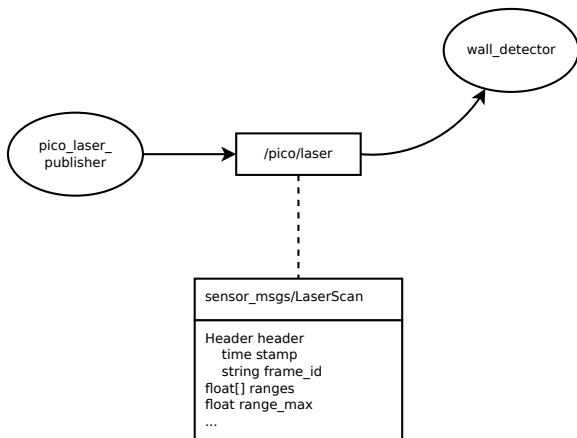 wall_detector
pico_laser_
publisher
/pico/laser
sensor_msgs/LaserScan
Header header
time stamp
string frame_id
float[] ranges
float range_max
...